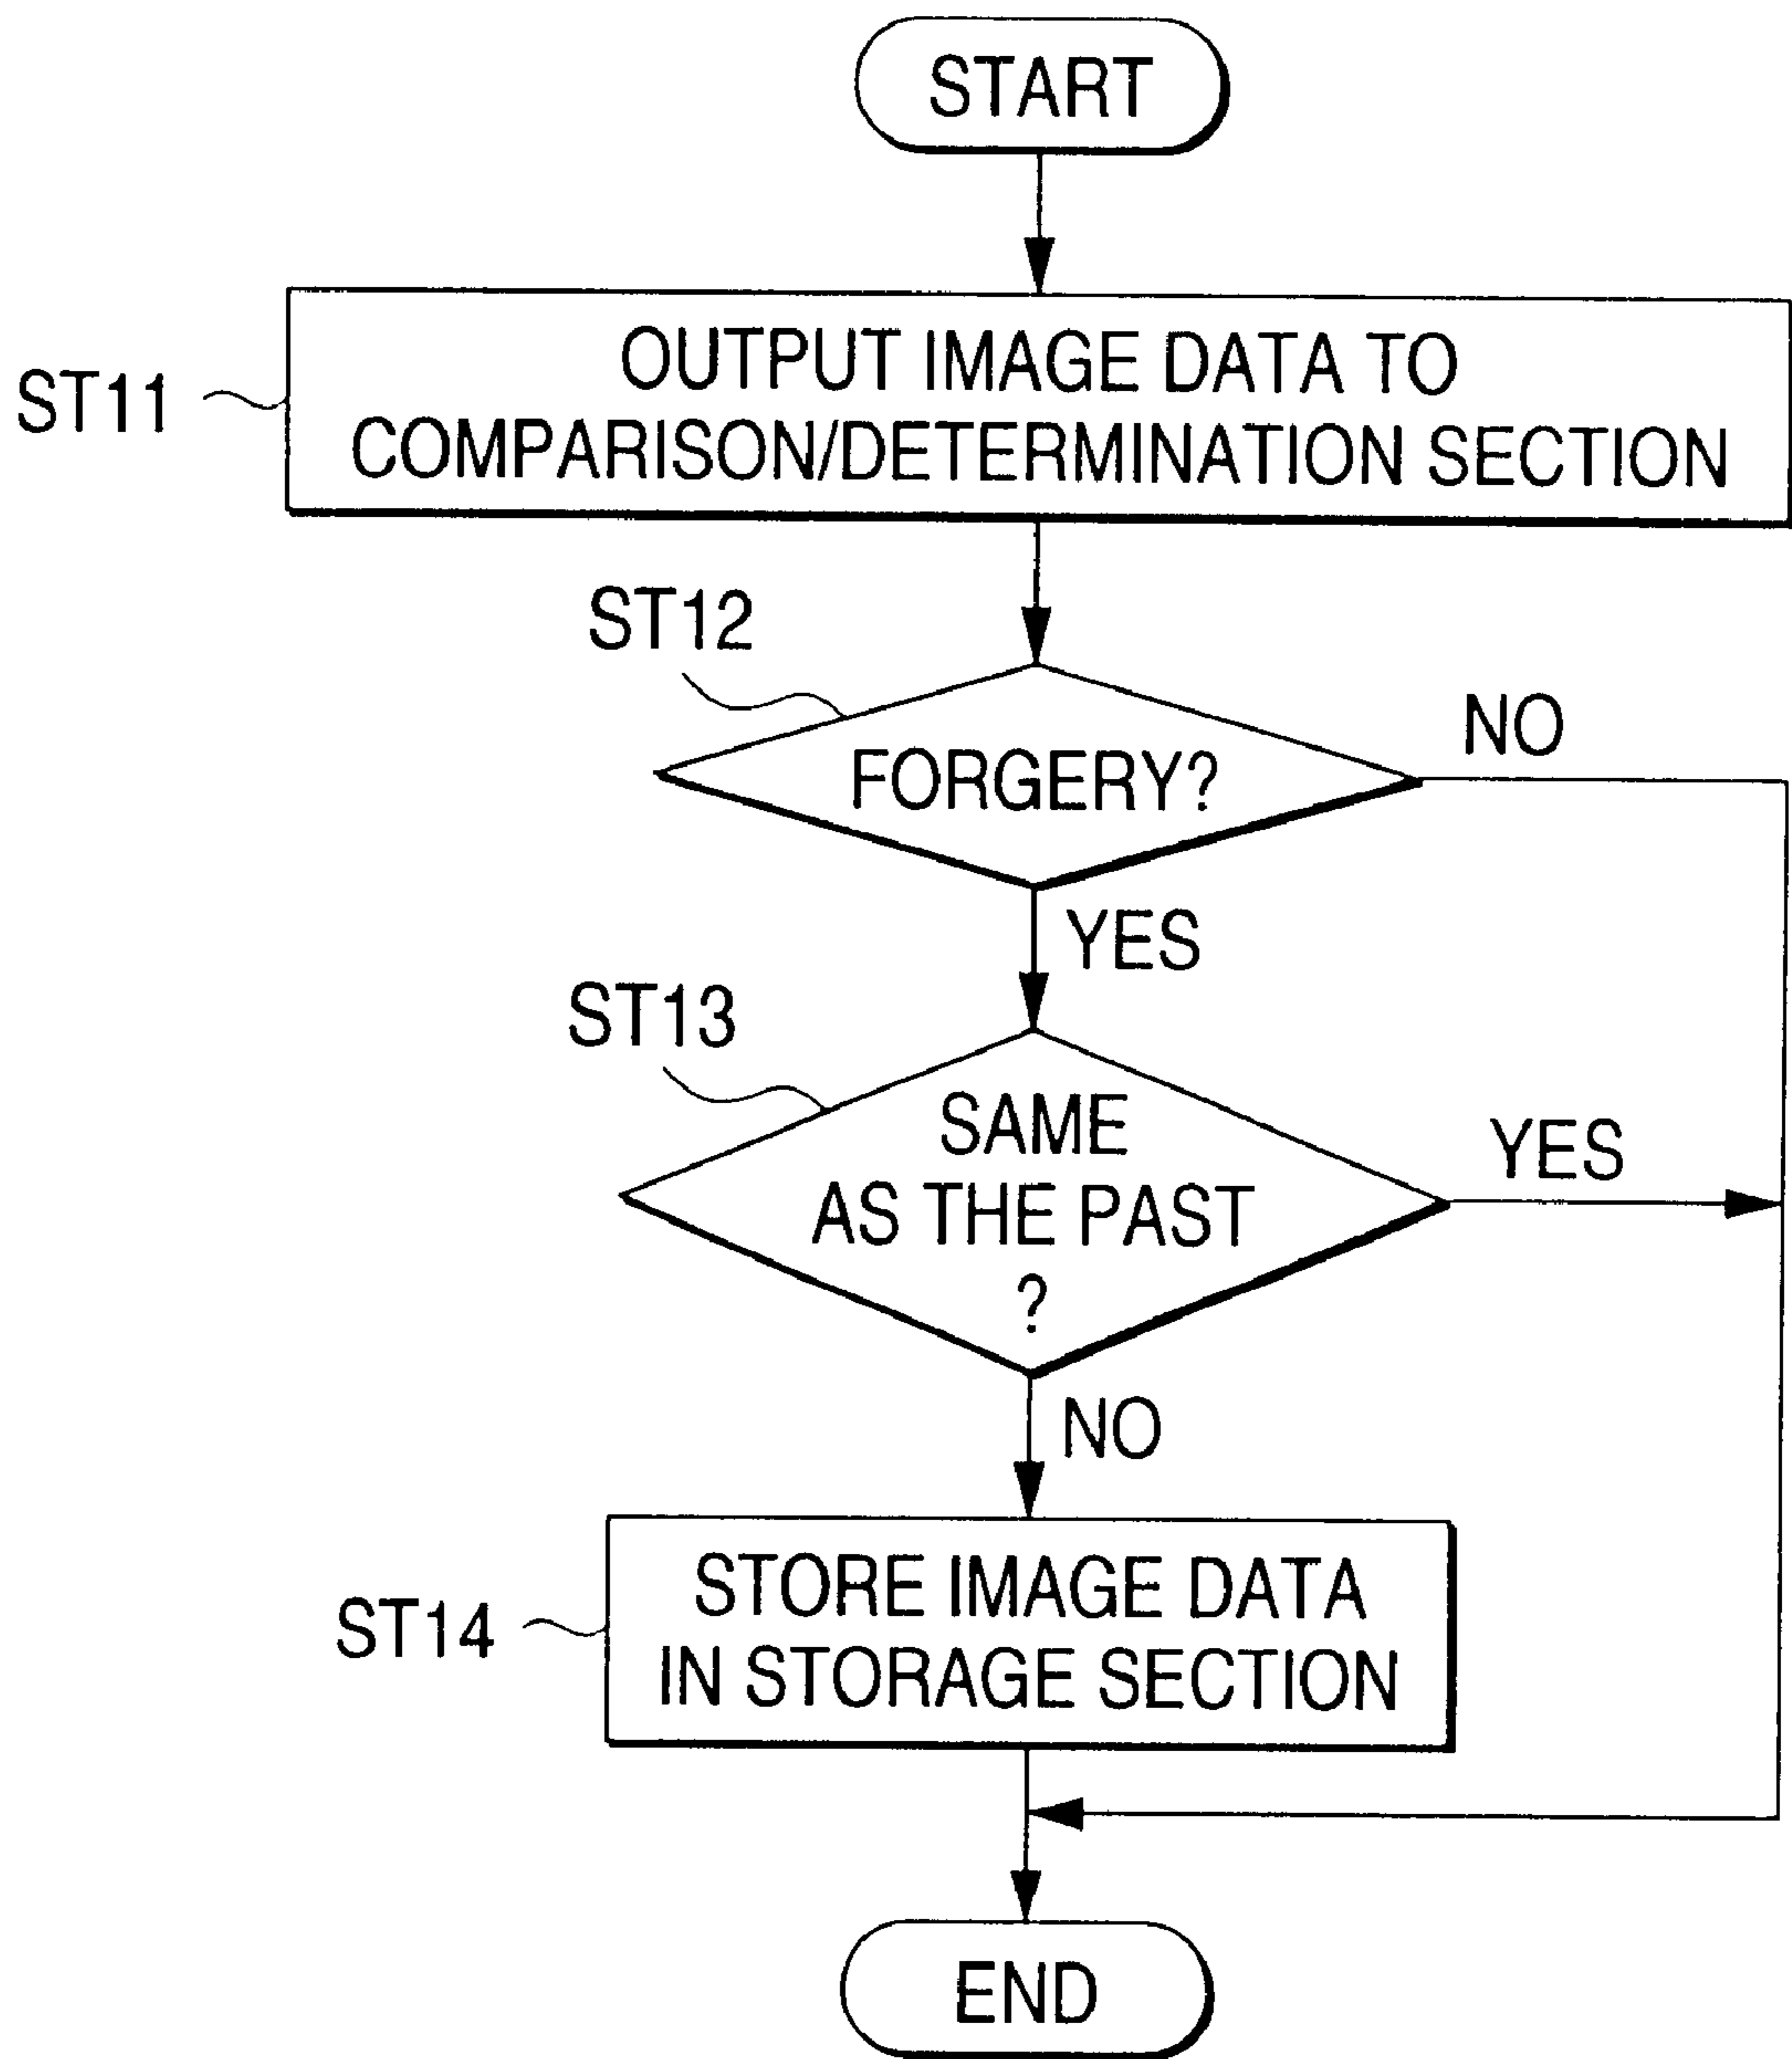 START
ST11
OUTPUT IMAGE DATA TO
COMPARISON/DETERMINATION SECTION
ST12
FORGERY?
NO
YES
ST13
SAME
AS THE PAST
?
YES
NO
ST14
STORE IMAGE DATA
IN STORAGE SECTION
END